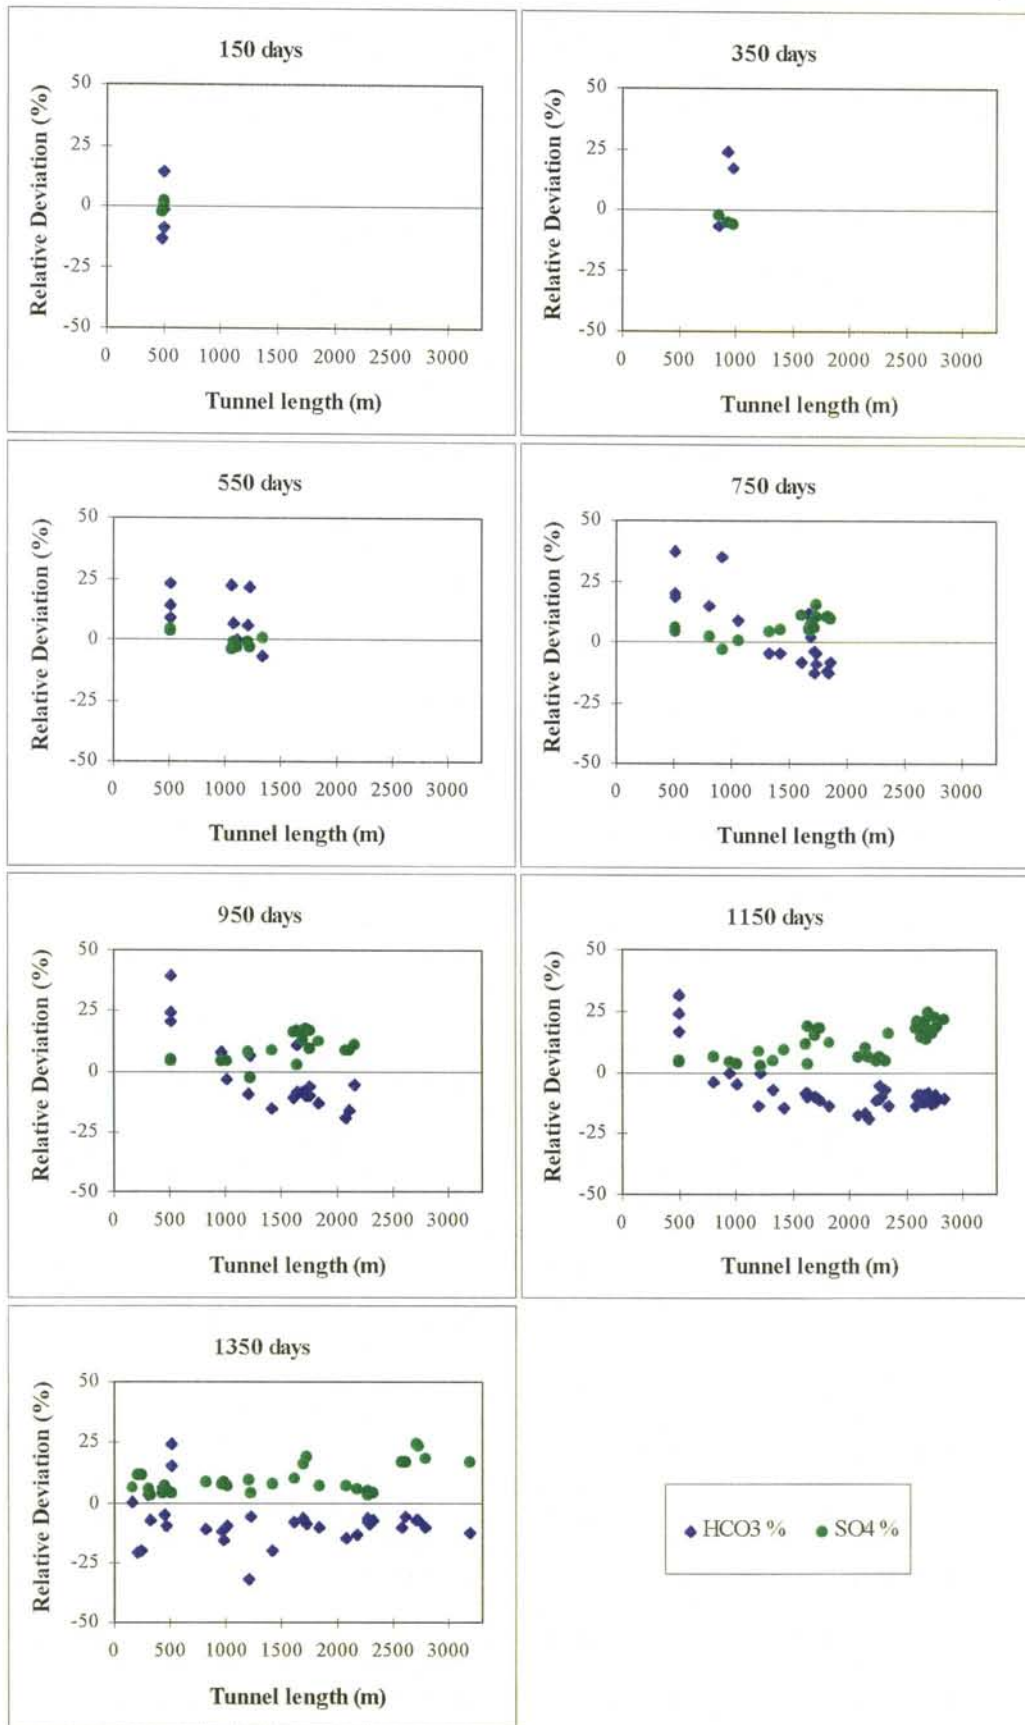 150 days
50
25
0
-25
-50
Relative Deviation (%)
0 500 1000 1500 2000 2500 3000
Tunnel length (m)
350 days
50
25
0
-25
-50
Relative Deviation (%)
0 500 1000 1500 2000 2500 3000
Tunnel length (m)
550 days
50
25
0
-25
-50
Relative Deviation (%)
0 500 1000 1500 2000 2500 3000
Tunnel length (m)
750 days
50
25
0
-25
-50
Relative Deviation (%)
0 500 1000 1500 2000 2500 3000
Tunnel length (m)
950 days
50
25
0
-25
-50
Relative Deviation (%)
0 500 1000 1500 2000 2500 3000
Tunnel length (m)
1150 days
50
25
0
-25
-50
Relative Deviation (%)
0 500 1000 1500 2000 2500 3000
Tunnel length (m)
1350 days
50
25
0
-25
-50
Relative Deviation (%)
0 500 1000 1500 2000 2500 3000
Tunnel length (m)
HCO3 % SO4 %